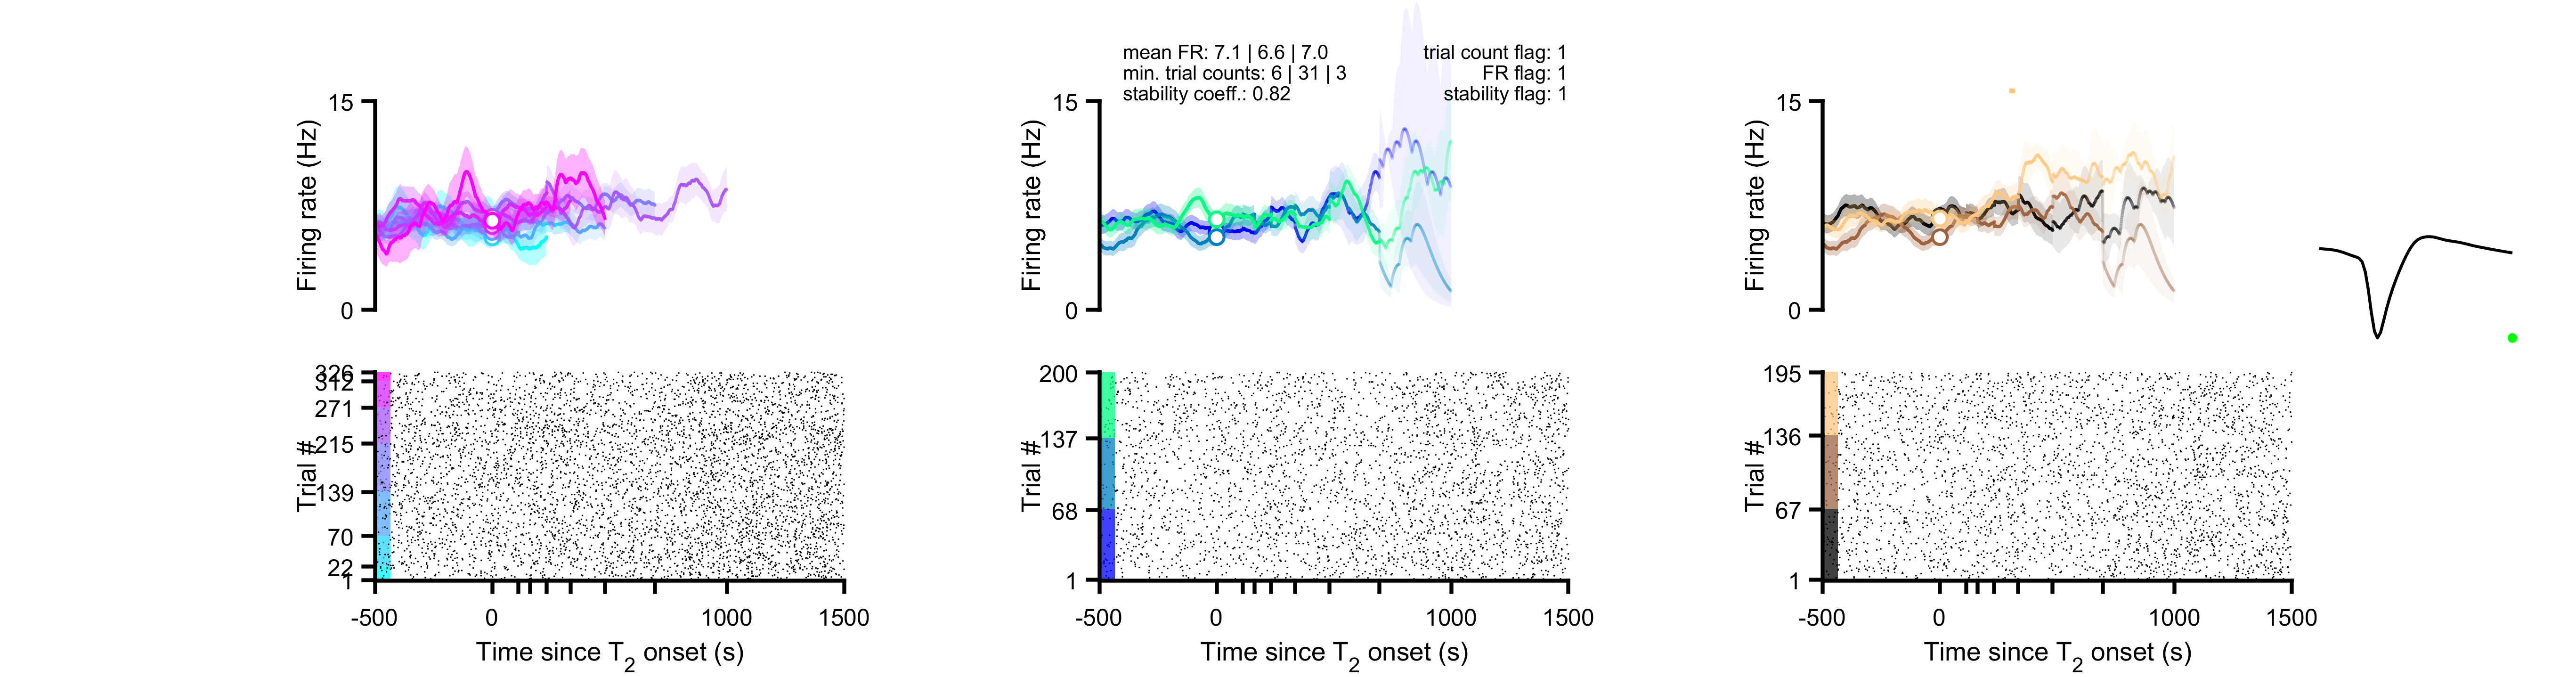 mean FR: 7.1 | 6.6 | 7.0
min. trial counts: 6 | 31 | 3
stability coeff.: 0.82
trial count flag: 1
FR flag: 1
stability flag: 1
15
Firing rate (Hz)
0
15
Firing rate (Hz)
0
15
Firing rate (Hz)
0
326
342
271
215
139
70
22
1
Trial #
-500 0 1000 1500
Time since T2 onset (s)
200
137
68
1
Trial #
-500 0 1000 1500
Time since T2 onset (s)
195
136
67
1
Trial #
-500 0 1000 1500
Time since T2 onset (s)